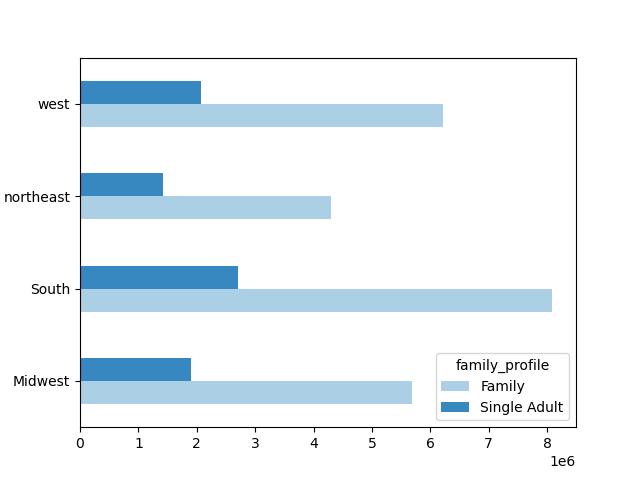 west
northeast
South
Midwest
family_profile
Family
Single Adult
0 1 2 3 4 5 6 7 8
1e6